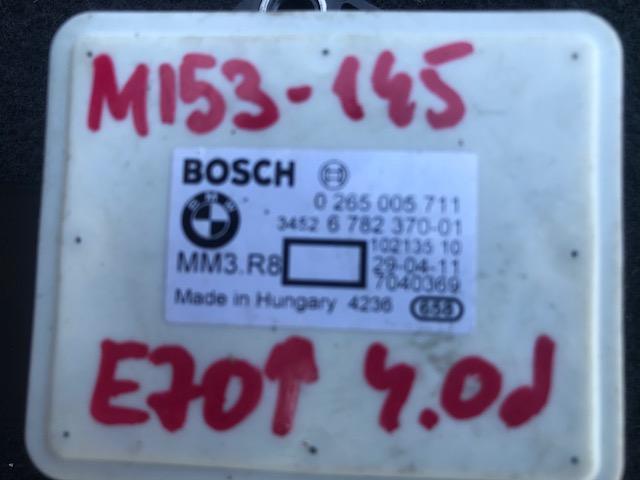 M153-145
BOSCH
0 265 005 711
BMW
3452 6 782 370-01
102135 10
MM3. R8
29-04-11
7040369
Made in Hungary 4236 658
E70↑ 4.0d